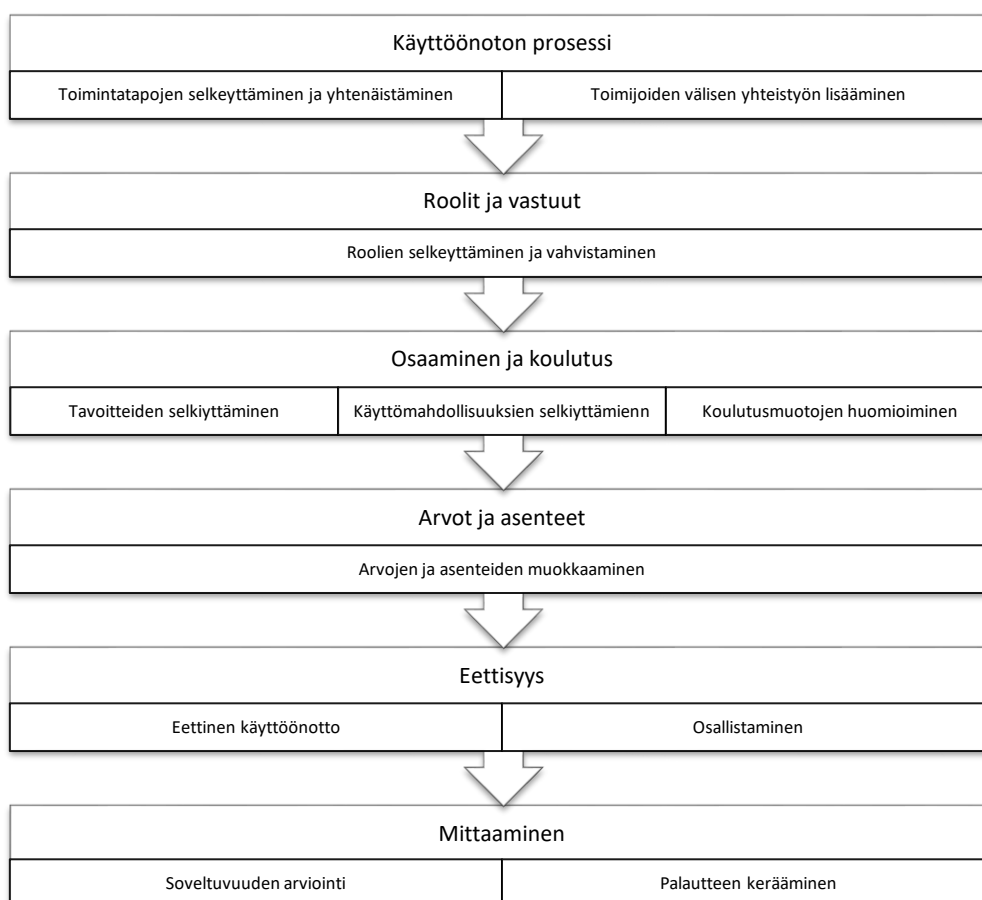 Käyttöönoton prosessi
Toimintatapojen selkeyttäminen ja yhtenäistäminen
Toimijoiden välisen yhteistyön lisääminen
Roolit ja vastuut
Roolien selkeyttäminen ja vahvistaminen
Osaaminen ja koulutus
Tavoitteiden selkiyttäminen
Käyttömahdollisuuksien selkiyttämienn
Koulutusmuotojen huomioiminen
Arvot ja asenteet
Arvojen ja asenteiden muokkaaminen
Eettisyys
Eettinen käyttöönotto
Osallistaminen
Mittaaminen
Soveltuvuuden arviointi
Palautteen kerääminen